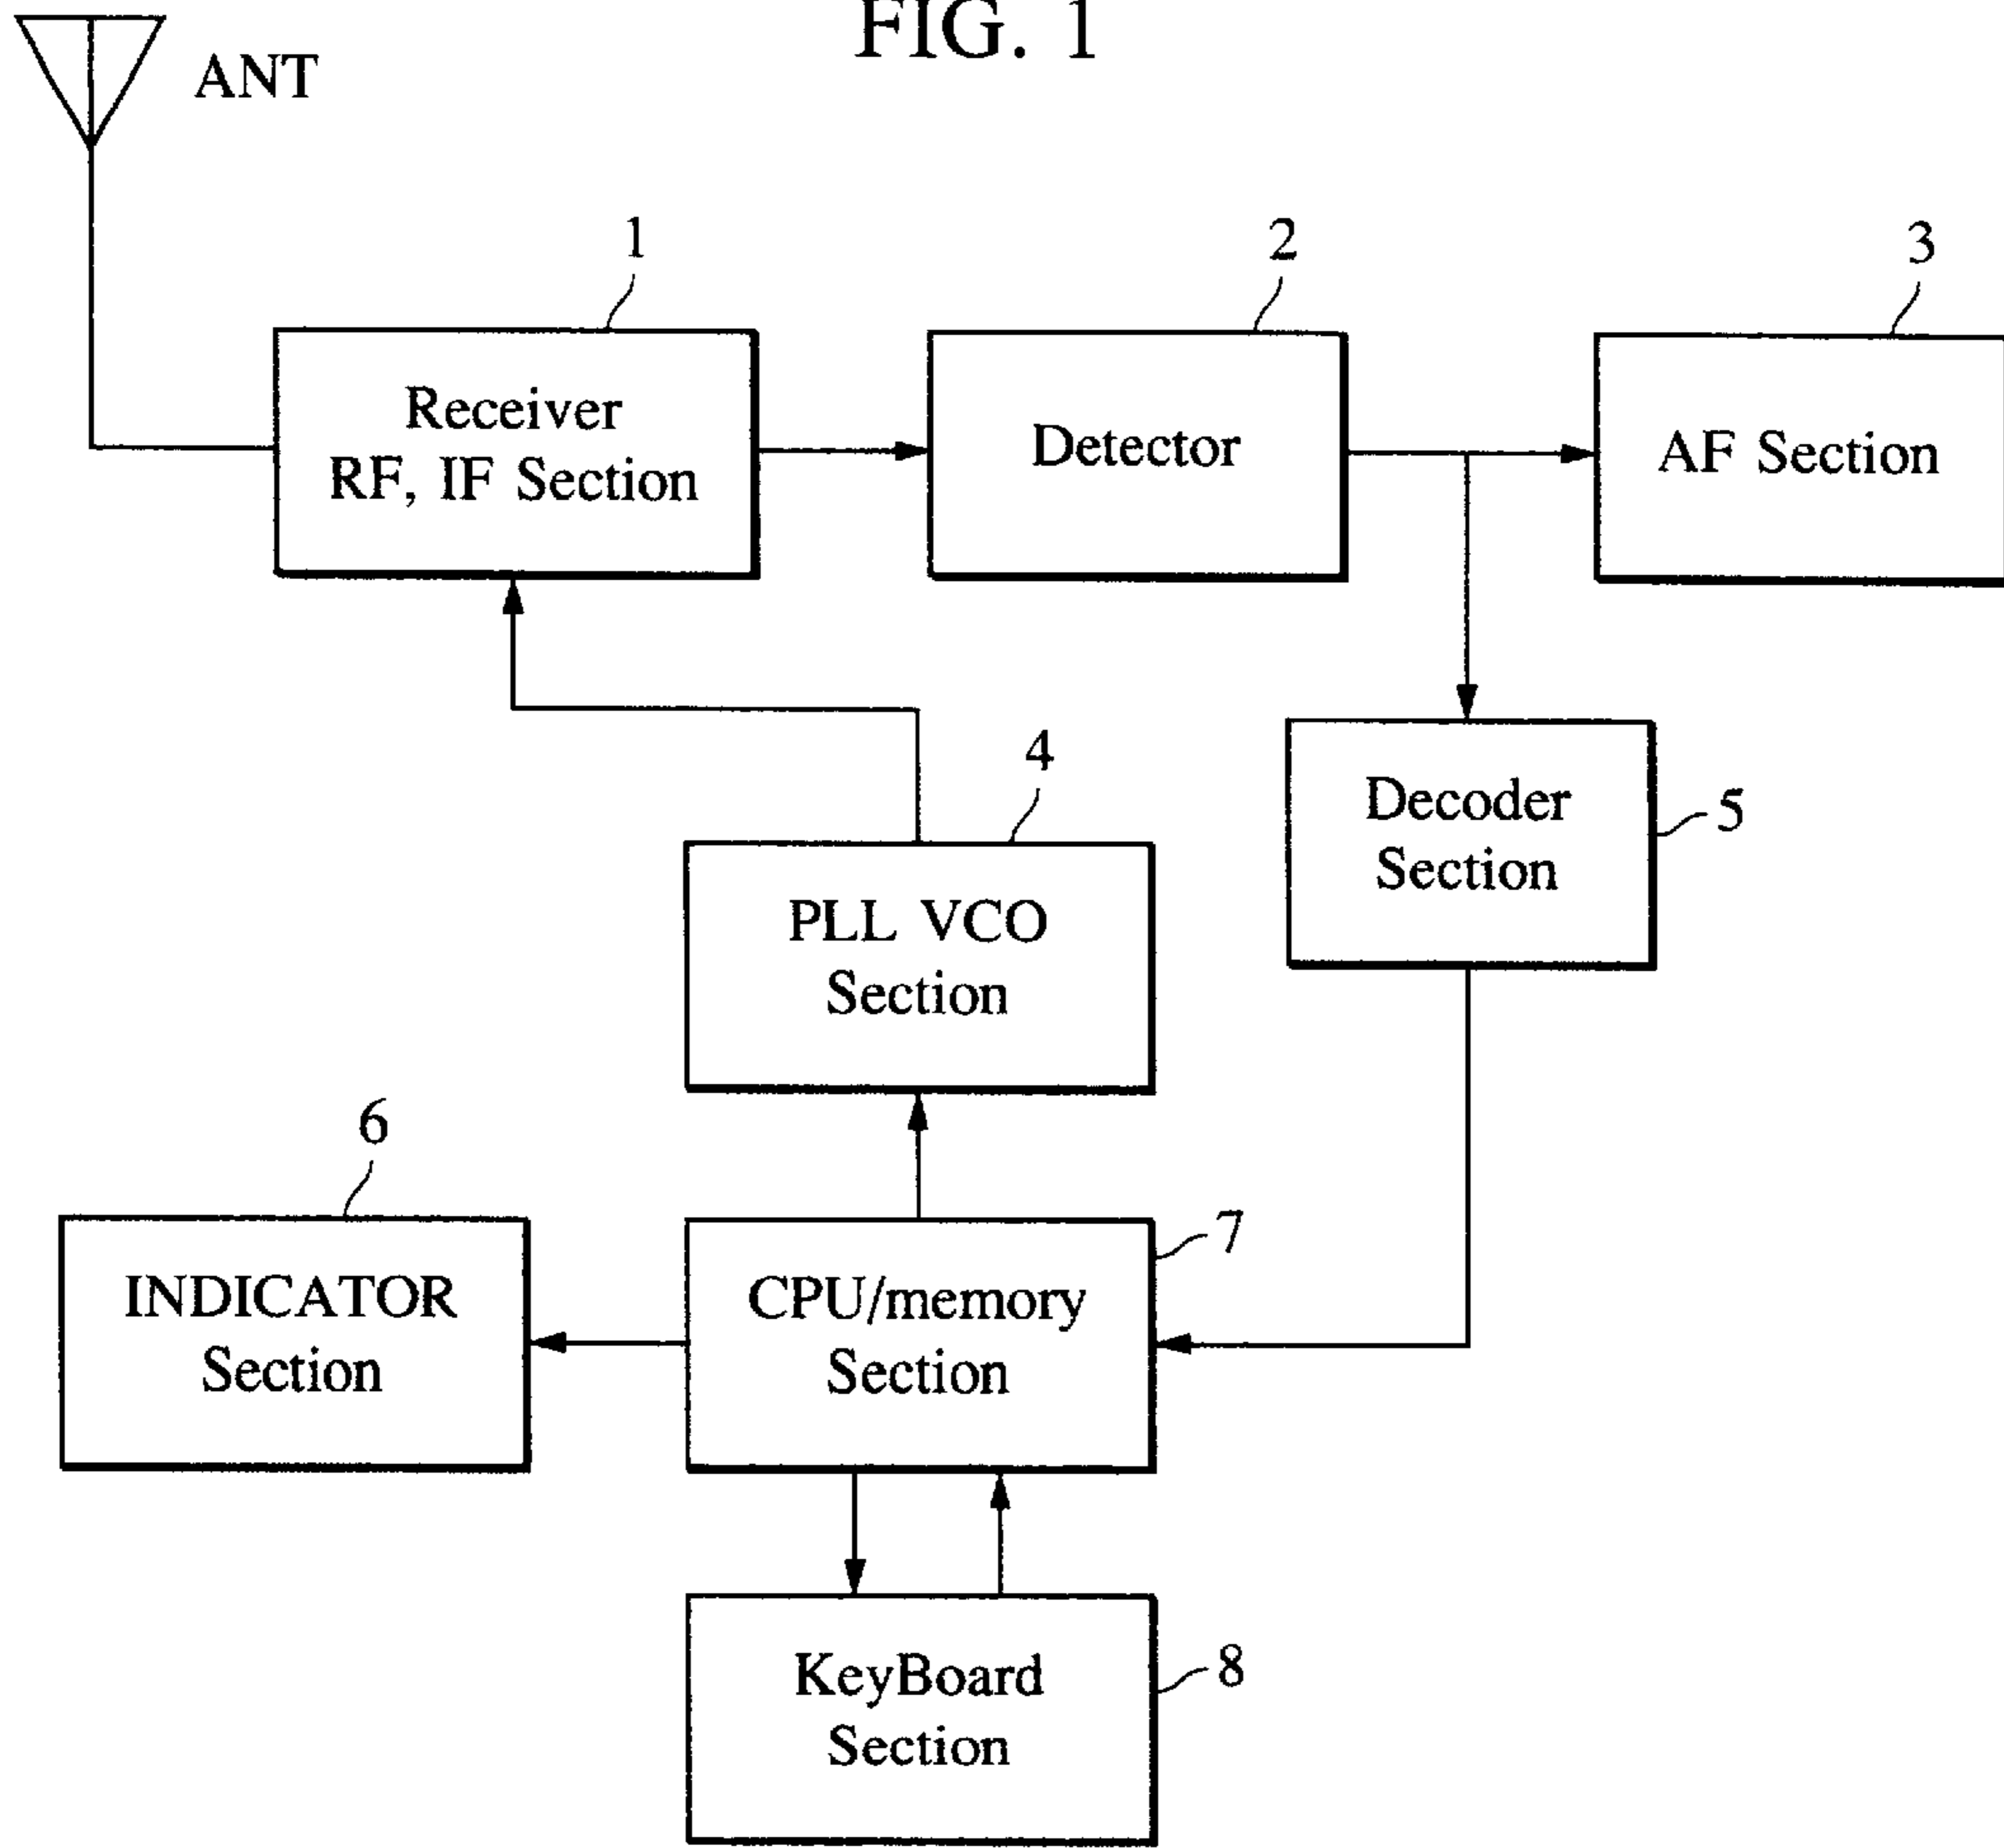 FIG. 1
ANT
1
2
3
Receiver
RF, IF Section
Detector
AF Section
4
Decoder
Section
5
PLL VCO
Section
6
7
INDICATOR
Section
CPU/memory
Section
KeyBoard
Section
8